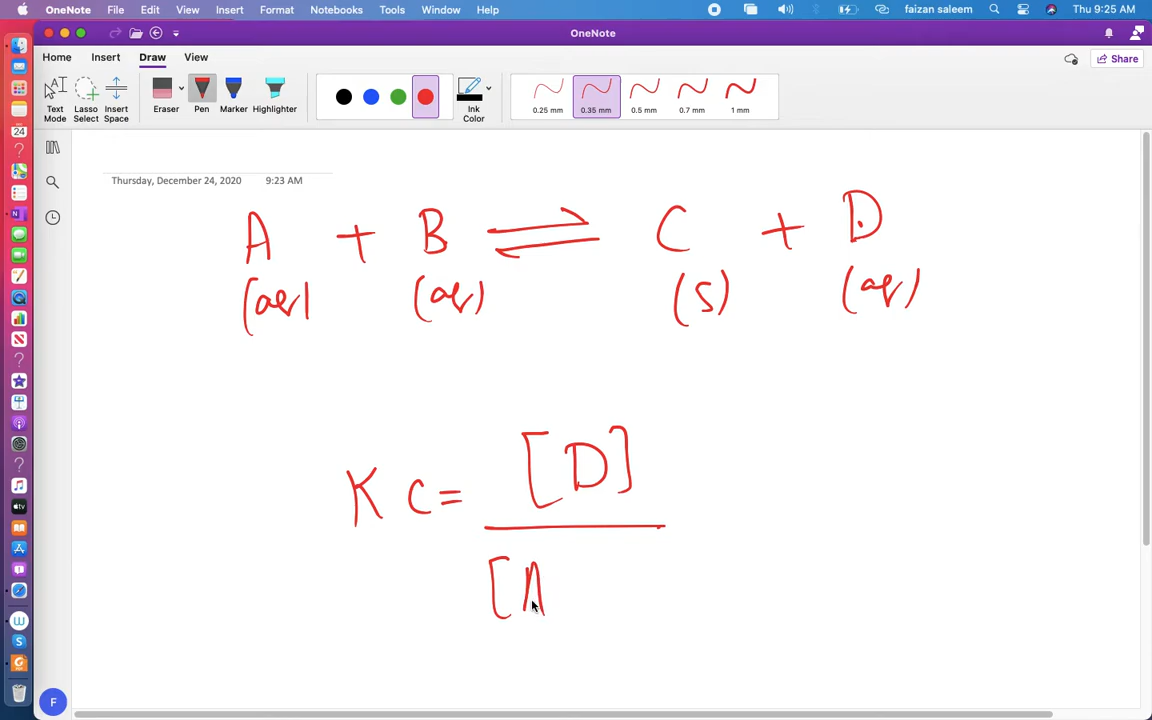 OneNote File Edit View Insert Format Notebooks Tools Window Help faizan saleem Thu 9:25 AM
OneNote
Home Insert Draw View Share
Text Mode Lasso Select Insert Space Eraser Pen Marker Highlighter Ink Color 0.25 mm 0.35 mm 0.5 mm 0.7 mm 1 mm
24
Thursday, December 24, 2020 9:23 AM
A + B ⇌ C + D
(aq) (aq) (s) (aq)
[D]
Kc=
[A
F